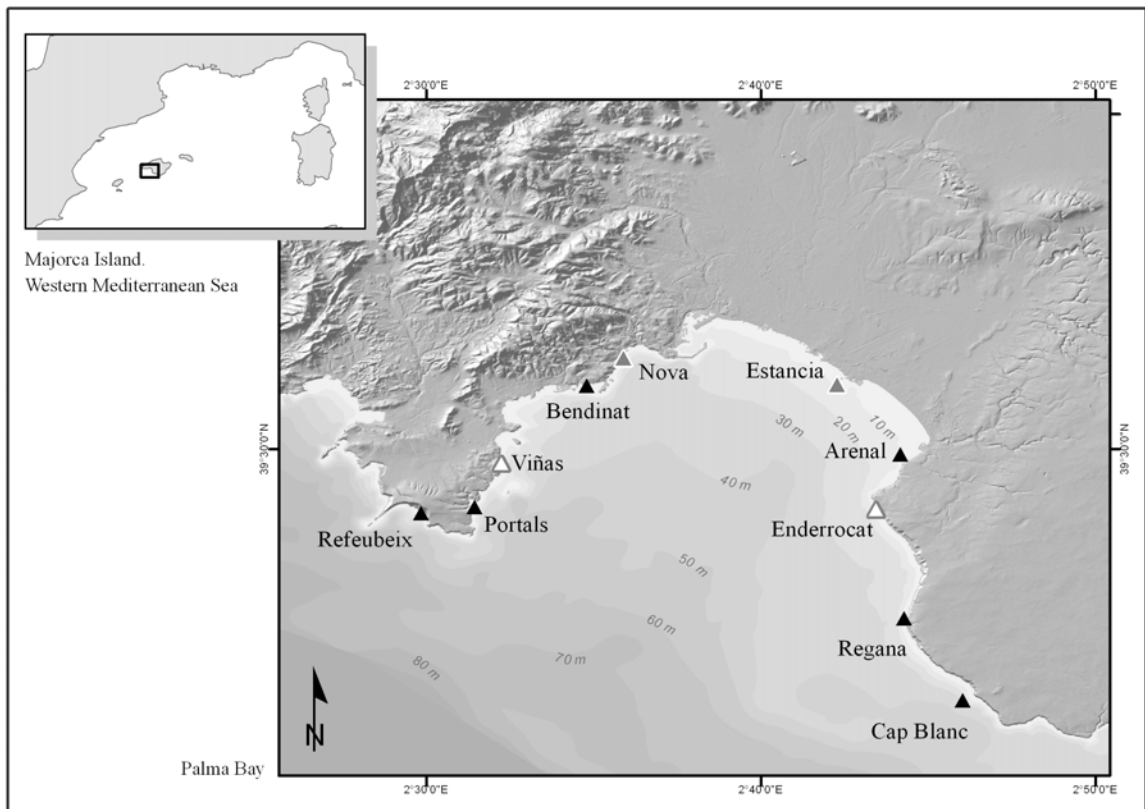 2°30'0"E
2°40'0"E
2°50'0"E
Majorca Island.
Western Mediterranean Sea
Nova
Estancia
Bendinat
30 m
20 m
10 m
39°30'0"N
39°30'0"N
Arenal
Viñas
40 m
Refeubeix
Portals
Enderrocat
50 m
60 m
Regana
70 m
80 m
N
Cap Blanc
Palma Bay
2°30'0"E
2°40'0"E
2°50'0"E